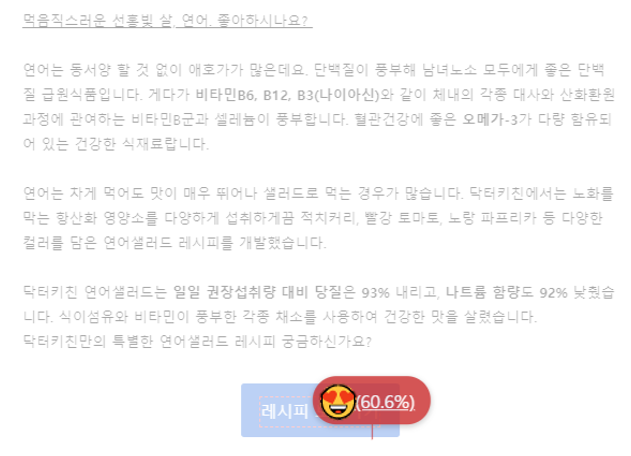 먹음직스러운 선홍빛 살, 연어. 좋아하시나요?
연어는 동서양 할 것 없이 애호가가 많은데요. 단백질이 풍부해 남녀노소 모두에게 좋은 단백
질 급원식품입니다. 게다가 비타민B6, B12, B3(나이아신)와 같이 체내의 각종 대사와 산화환원
과정에 관여하는 비타민B군과 셀레늄이 풍부합니다. 혈관건강에 좋은 오메가-3가 다량 함유되
어 있는 건강한 식재료랍니다.
연어는 차게 먹어도 맛이 매우 뛰어나 샐러드로 먹는 경우가 많습니다. 닥터키친에서는 노화를
막는 항산화 영양소를 다양하게 섭취하게끔 적치커리, 빨강 토마토, 노랑 파프리카 등 다양한
컬러를 담은 연어샐러드 레시피를 개발했습니다.
닥터키친 연어샐러드는 일일 권장섭취량 대비 당질은 93% 내리고, 나트륨 함량도 92% 낮췄습
니다. 식이섬유와 비타민이 풍부한 각종 채소를 사용하여 건강한 맛을 살렸습니다.
닥터키친만의 특별한 연어샐러드 레시피 궁금하신가요?
레시피 (60.6%)